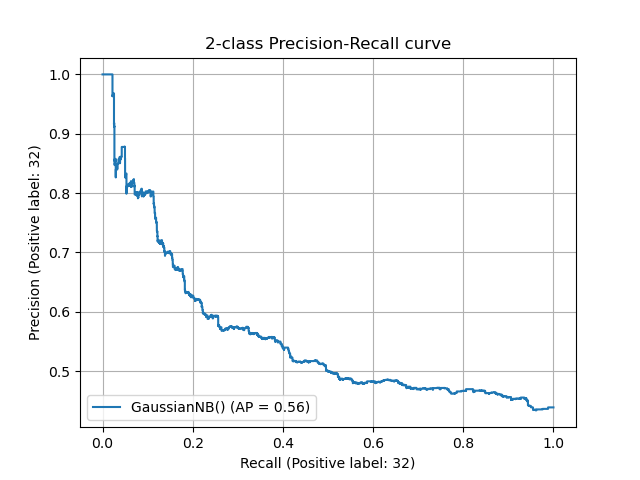 2-class Precision-Recall curve
1.0
0.9
0.8
0.7
0.6
0.5
Precision (Positive label: 32)
GaussianNB() (AP = 0.56)
0.0 0.2 0.4 0.6 0.8 1.0
Recall (Positive label: 32)